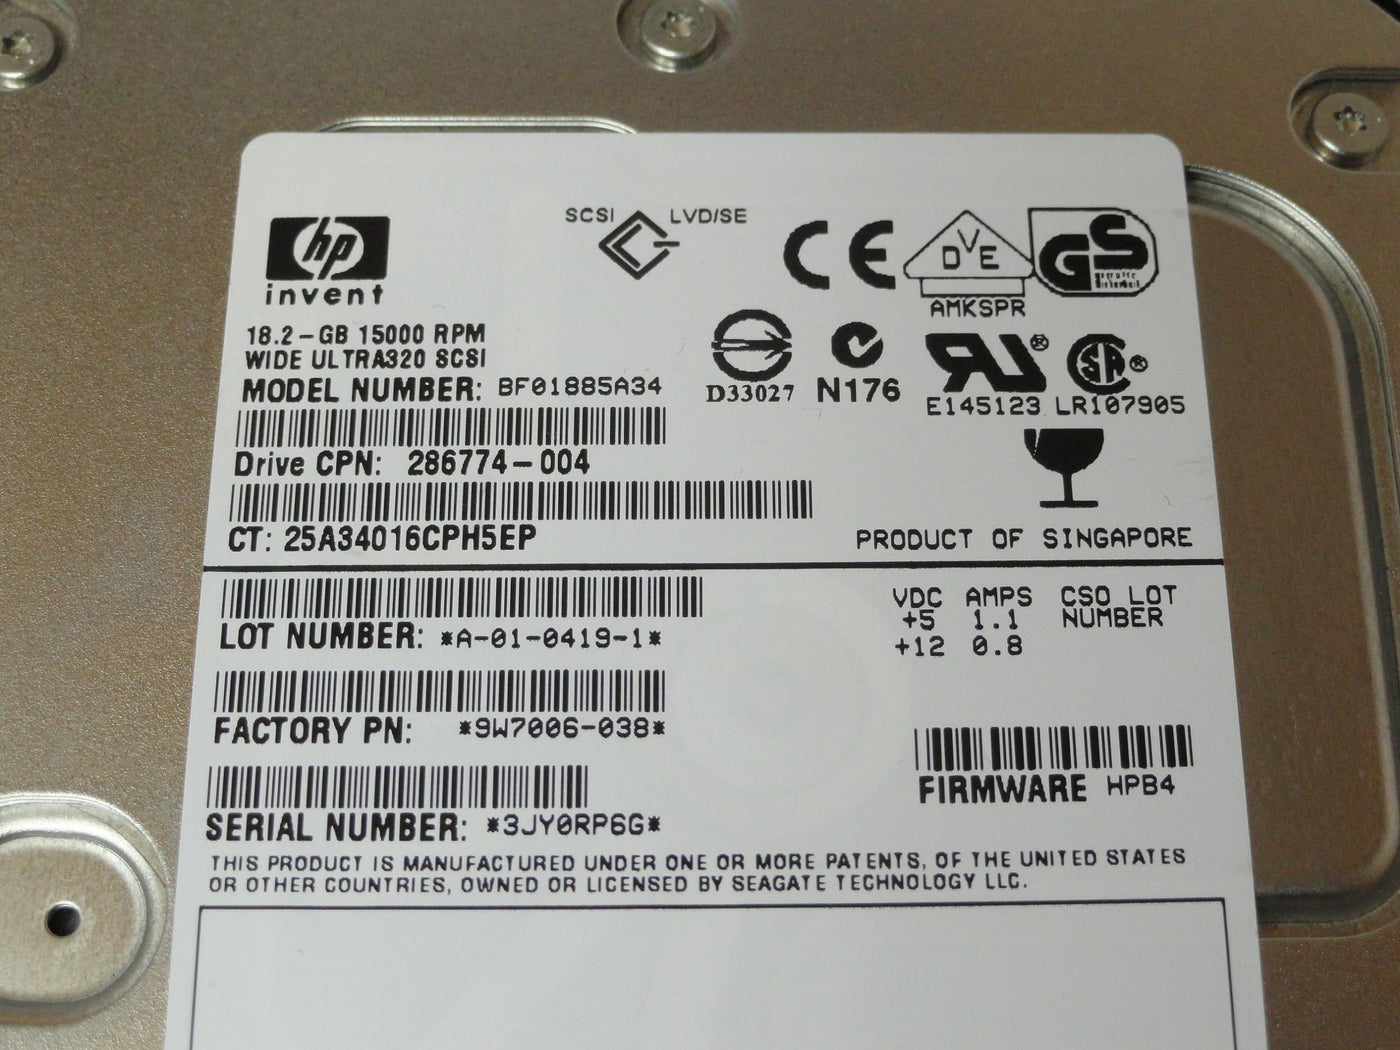 hp
invent
SCSI LVD/SE
CE
DVE
AMKSPR
GS
18.2-GB 15000 RPM
WIDE ULTRA320 SCSI
D33027
N176
E145123 LR107905
MODEL NUMBER: BF01885A34
Drive CPN: 286774-004
CT: 25A34016CPH5EP
PRODUCT OF SINGAPORE
LOT NUMBER: *A-01-0419-1*
VDC AMPS CSO LOT
+5 1.1 NUMBER
+12 0.8
FACTORY PN: *9W7006-038*
FIRMWARE HPB4
SERIAL NUMBER: *3JY0RP6G*
THIS PRODUCT IS MANUFACTURED UNDER ONE OR MORE PATENTS, OF THE UNITED STATES
OR OTHER COUNTRIES, OWNED OR LICENSED BY SEAGATE TECHNOLOGY LLC.